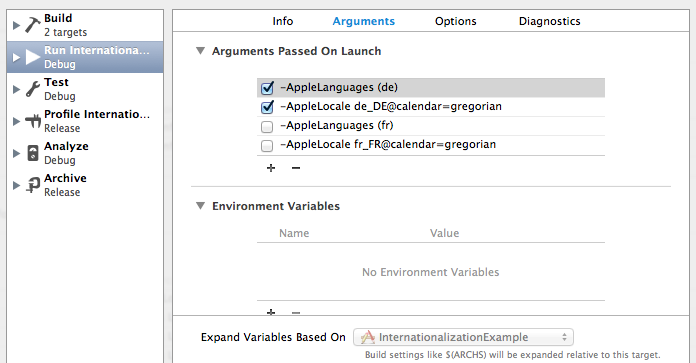 Build
2 targets
Run Internationa...
Debug
Test
Debug
Profile Internatio...
Release
Analyze
Debug
Archive
Release
Info Arguments Options Diagnostics
Arguments Passed On Launch
-AppleLanguages (de)
-AppleLocale de_DE@calendar=gregorian
-AppleLanguages (fr)
-AppleLocale fr_FR@calendar=gregorian
+ −
Environment Variables
Name Value
No Environment Variables
+ −
Expand Variables Based On InternationalizationExample
Build settings like $(ARCHS) will be expanded relative to this target.